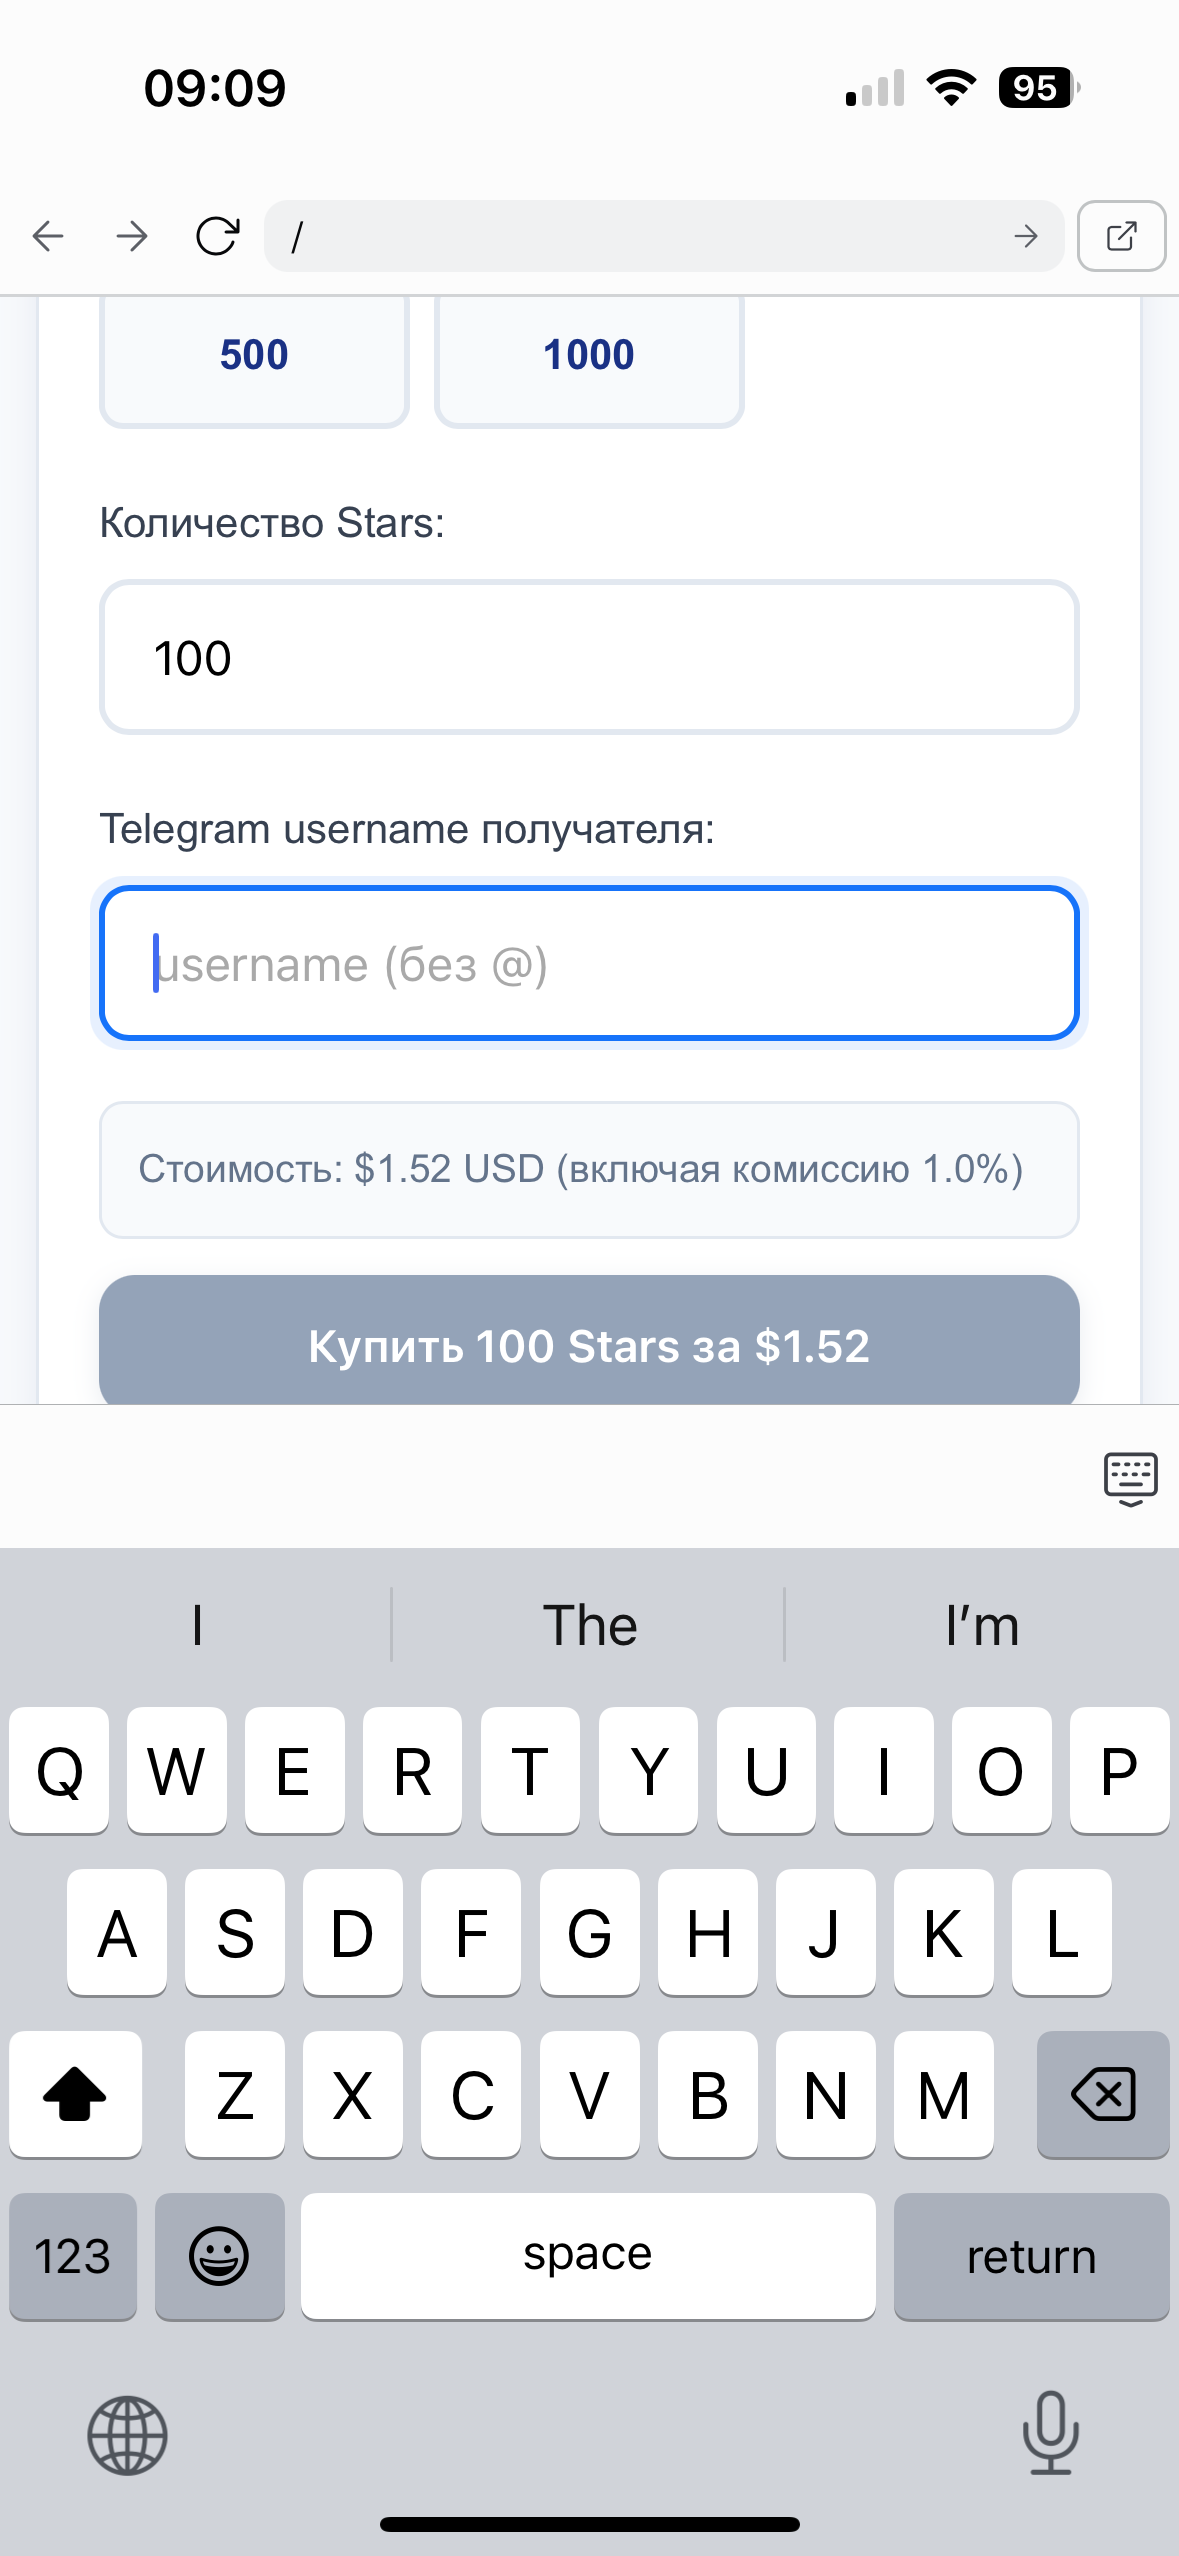 09:09
95
/
500 1000
Количество Stars:
100
Telegram username получателя:
username (без @)
Стоимость: $1.52 USD (включая комиссию 1.0%)
Купить 100 Stars за $1.52
I The I’m
Q W E R T Y U I O P
A S D F G H J K L
Z X C V B N M
123 space return